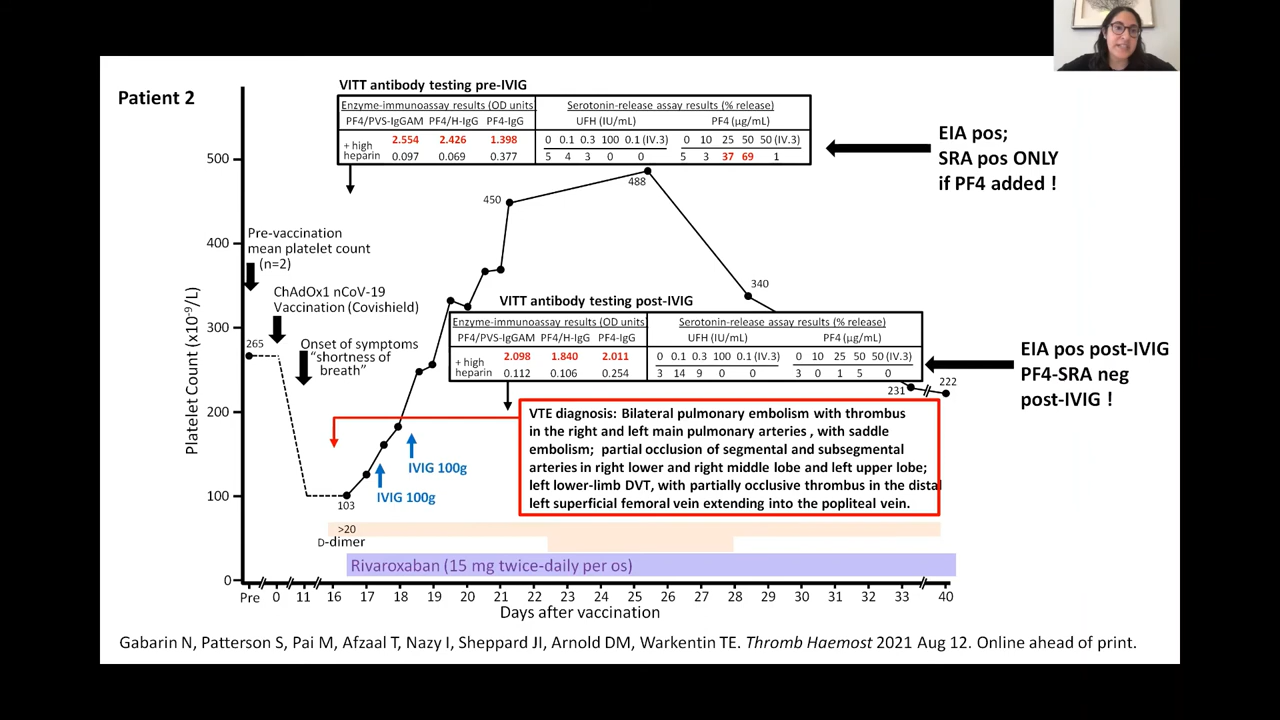 Patient 2
VITT antibody testing pre-IVIG
Enzyme-immunoassay results (OD units) Serotonin-release assay results (% release)
PF4/PVS-IgGAM PF4/H-IgG PF4-IgG UFH (IU/mL) PF4 (µg/mL)
2.554 2.426 1.398 0 0.1 0.3 100 0.1 (IV.3) 0 10 25 50 50 (IV.3)
+ high
heparin 0.097 0.069 0.377 5 4 3 0 0 5 3 37 69 1
EIA pos;
SRA pos ONLY
if PF4 added !
500
400
300
200
100
0
Platelet Count (x10⁻⁹/L)
450
488
340
Pre-vaccination
mean platelet count
(n=2)
ChAdOx1 nCoV-19
Vaccination (Covishield)
Onset of symptoms
"shortness of
breath"
265
103
VITT antibody testing post-IVIG
Enzyme-immunoassay results (OD units) Serotonin-release assay results (% release)
PF4/PVS-IgGAM PF4/H-IgG PF4-IgG UFH (IU/mL) PF4 (µg/mL)
2.098 1.840 2.011 0 0.1 0.3 100 0.1 (IV.3) 0 10 25 50 50 (IV.3)
+ high
heparin 0.112 0.106 0.254 3 14 9 0 0 3 0 1 5 0
EIA pos post-IVIG
PF4-SRA neg
post-IVIG !
231
222
IVIG 100g
IVIG 100g
VTE diagnosis: Bilateral pulmonary embolism with thrombus
in the right and left main pulmonary arteries , with saddle
embolism; partial occlusion of segmental and subsegmental
arteries in right lower and right middle lobe and left upper lobe;
left lower-limb DVT, with partially occlusive thrombus in the distal
left superficial femoral vein extending into the popliteal vein.
>20
D-dimer
Rivaroxaban (15 mg twice-daily per os)
Pre 0 11 16 17 18 19 20 21 22 23 24 25 26 27 28 29 30 31 32 33 40
Days after vaccination
Gabarin N, Patterson S, Pai M, Afzaal T, Nazy I, Sheppard JI, Arnold DM, Warkentin TE. Thromb Haemost 2021 Aug 12. Online ahead of print.